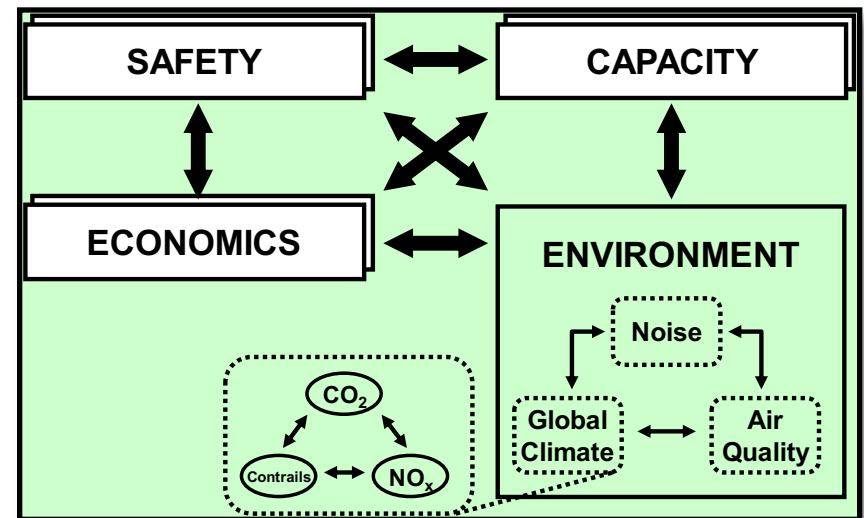 SAFETY
CAPACITY
ECONOMICS
ENVIRONMENT
Noise
Global
Climate
Air
Quality
CO₂
Contrails
NOₓ